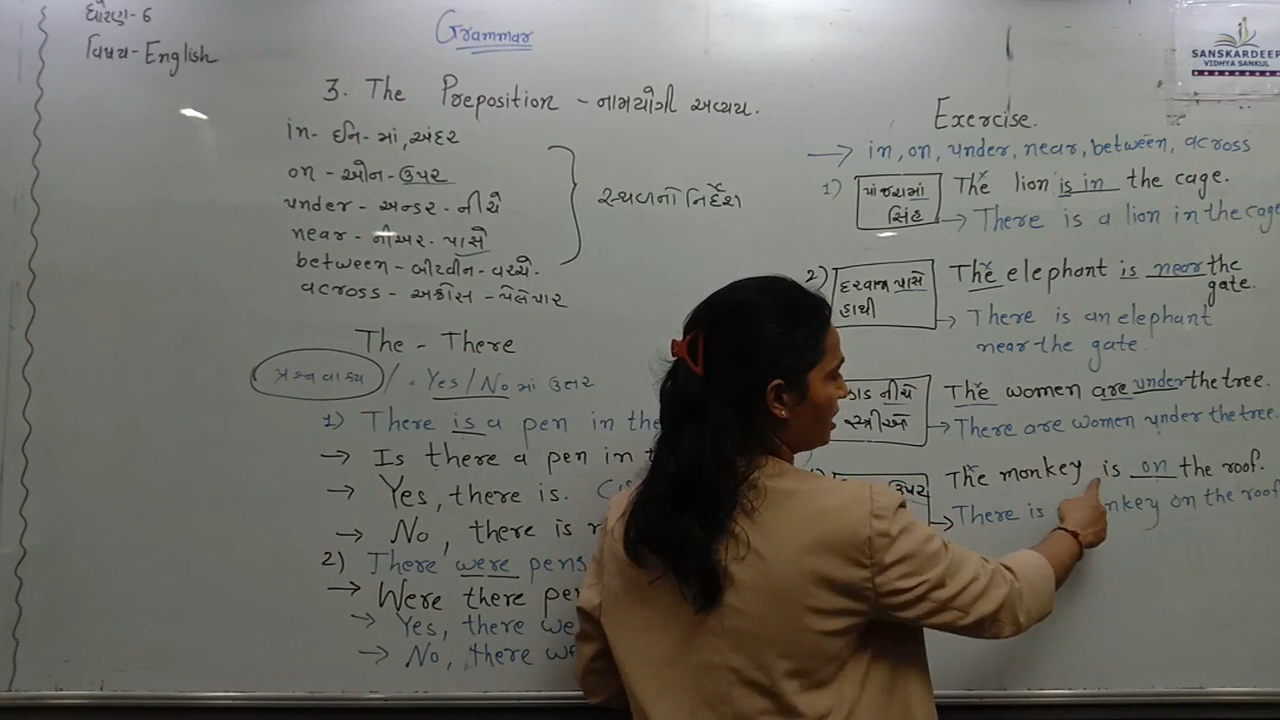 ધોરણ-6
વિષય-English
Grammar
SANSKARDEEP
VIDHYA SANKUL
3. The Preposition - નામયોગી અવ્યય.
in - ઈન - માં, અંદર
on - ઓન - ઉપર
under - અન્ડર - નીચે
near - નીઅર - પાસે
between - બીટવીન - વચ્ચે.
across - અક્રોસ - પેલેપાર
સ્થળનો નિર્દેશ
The - There
પ્રશ્નવાક્ય / . Yes/No માં ઉત્તર
1) There is a pen in the
→ Is there a pen in
→ Yes, there is.
→ No, there is
2) There were pens
→ Were there
→ Yes, there
→ No, there
Exercise.
→ in, on, under, near, between, across
1) પાંજરામાં સિંહ
The lion is in the cage.
→ There is a lion in the cage
2) દરવાજા પાસે હાથી
The elephant is near the gate.
→ There is an elephant
near the gate.
નીચે સ્ત્રીઓ
The women are under the tree.
→ There are women under the tree.
ઉપર
The monkey is on the roof.
→ There is on the roof